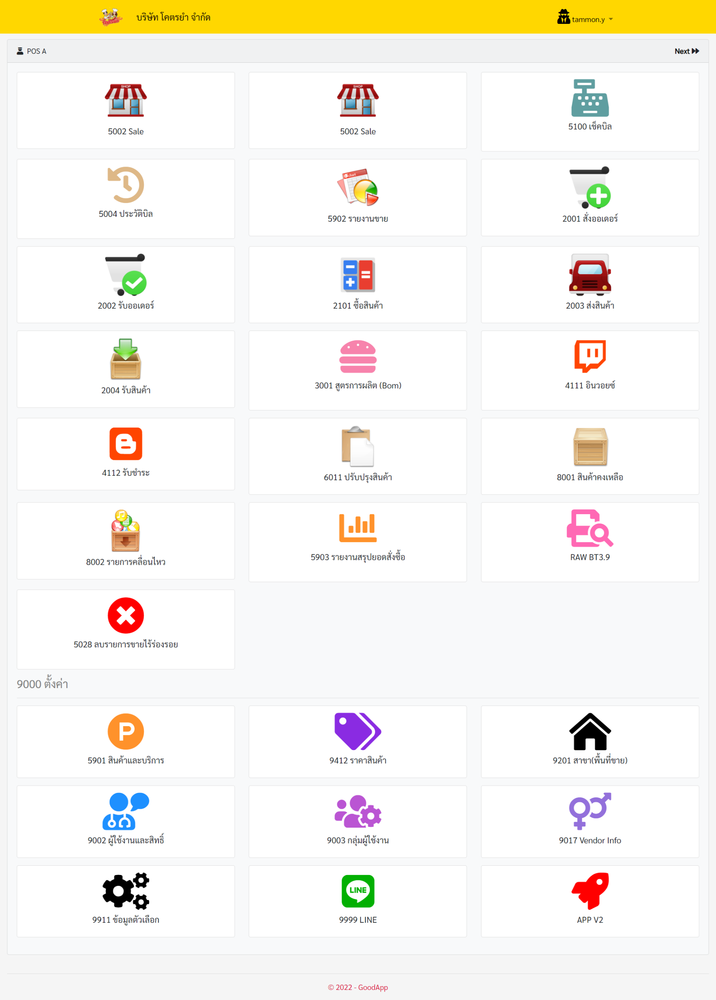 โคตรยำ
บริษัท โคตรยำ จำกัด
tammon.y
POS A
Next
SHOP
5002 Sale
SHOP
5002 Sale
5100 เช็คบิล
5004 ประวัติบิล
chart
5902 รายงานขาย
2001 สั่งออเดอร์
2002 รับออเดอร์
2101 ซื้อสินค้า
2003 ส่งสินค้า
2004 รับสินค้า
3001 สูตรการผลิต (Bom)
4111 อินวอยซ์
4112 รับชำระ
6011 ปรับปรุงสินค้า
8001 สินค้าคงเหลือ
8002 รายการคลื่อนไหว
5903 รายงานสรุปยอดสั่งซื้อ
RAW BT3.9
5028 ลบรายการขายไร้ร่องรอย
9000 ตั้งค่า
P
5901 สินค้าและบริการ
9412 ราคาสินค้า
9201 สาขา(พื้นที่ขาย)
9002 ผู้ใช้งานและสิทธิ์
9003 กลุ่มผู้ใช้งาน
9017 Vendor Info
9911 ข้อมูลตัวเลือก
LINE
9999 LINE
APP V2
© 2022 - GoodApp